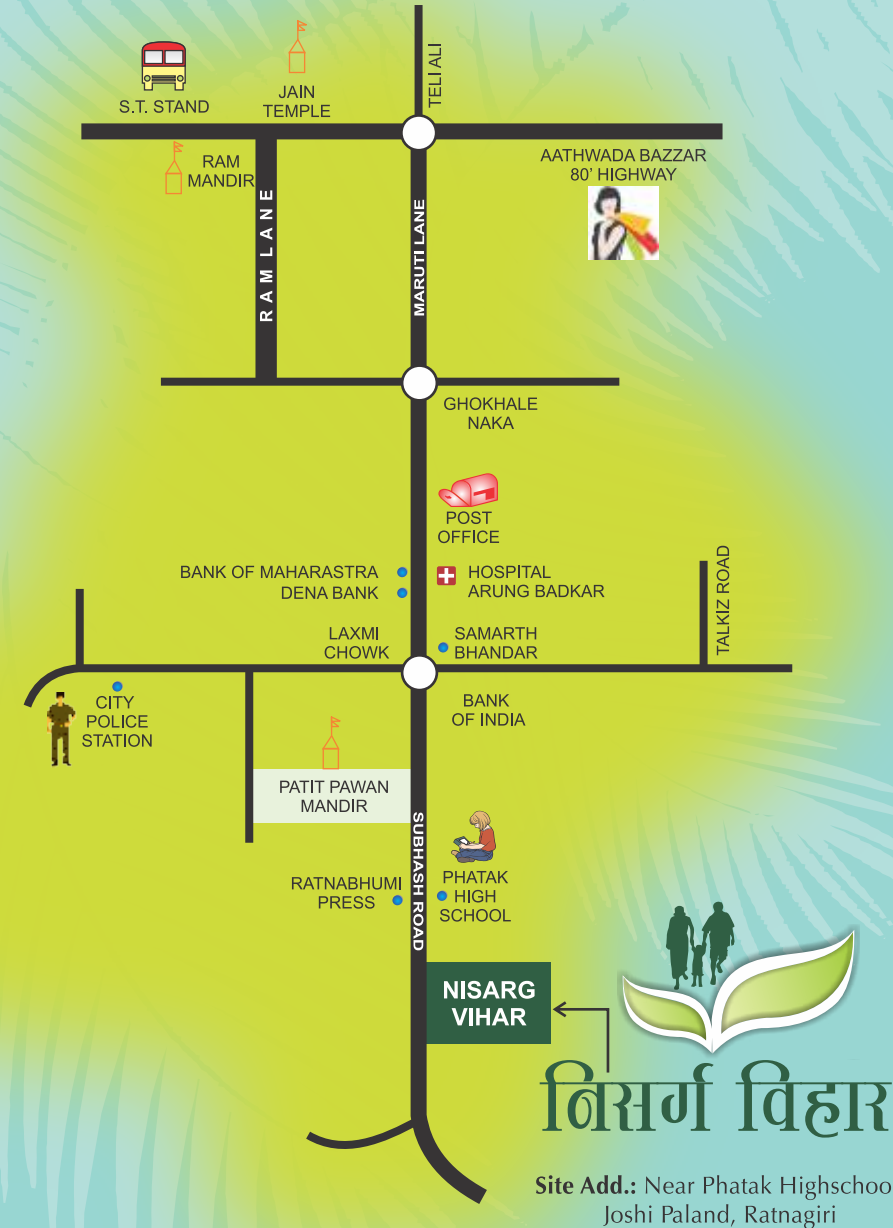 TELI ALI
S.T. STAND
JAIN
TEMPLE
RAM
MANDIR
AATHWADA BAZZAR
80' HIGHWAY
RAM LANE
MARUTI LANE
GHOKHALE
NAKA
POST
OFFICE
BANK OF MAHARASTRA
DENA BANK
HOSPITAL
ARUNG BADKAR
TALKIZ ROAD
LAXMI
CHOWK
SAMARTH
BHANDAR
CITY
POLICE
STATION
BANK
OF INDIA
PATIT PAWAN
MANDIR
SUBHASH ROAD
RATNABHUMI
PRESS
PHATAK
HIGH
SCHOOL
NISARG
VIHAR
निसर्ग विहार
Site Add.: Near Phatak Highschoo
Joshi Paland, Ratnagiri